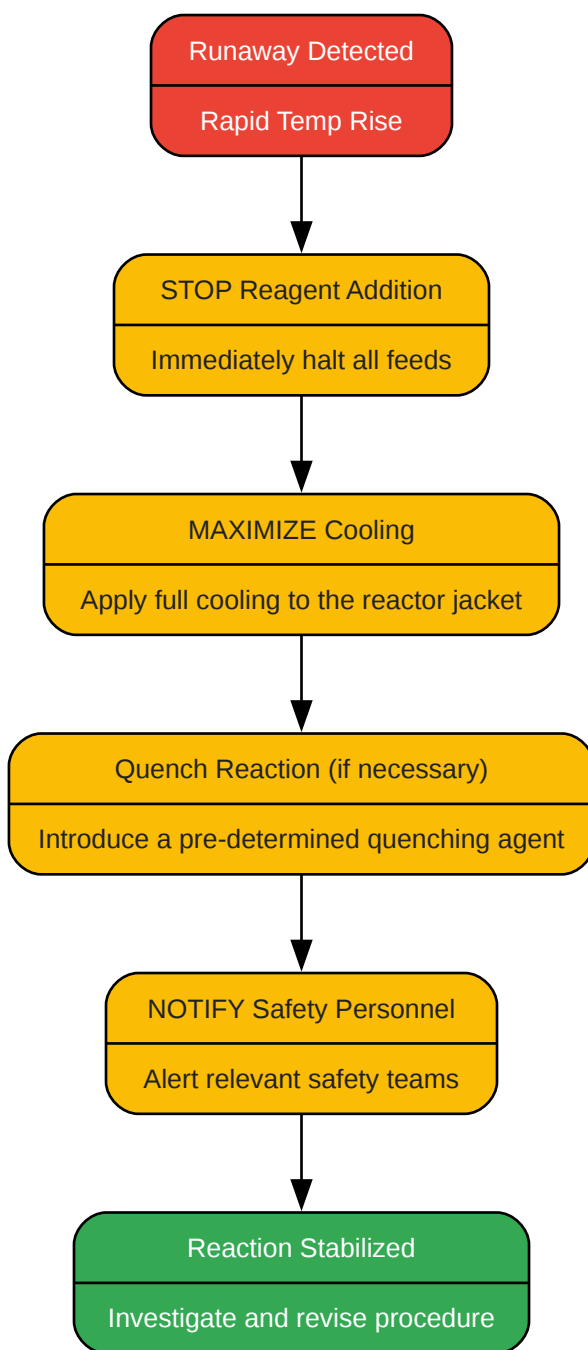 Runaway Detected
Rapid Temp Rise
STOP Reagent Addition
Immediately halt all feeds
MAXIMIZE Cooling
Apply full cooling to the reactor jacket
Quench Reaction (if necessary)
Introduce a pre-determined quenching agent
NOTIFY Safety Personnel
Alert relevant safety teams
Reaction Stabilized
Investigate and revise procedure